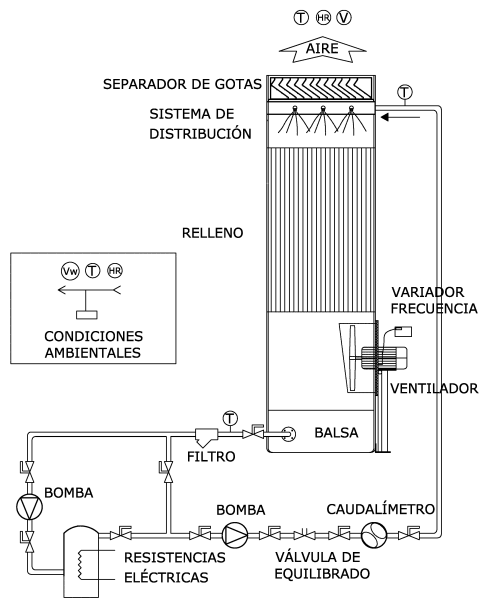 T HR V
AIRE
SEPARADOR DE GOTAS
T
SISTEMA DE
DISTRIBUCIÓN
RELLENO
Vw T HR
CONDICIONES
AMBIENTALES
VARIADOR
FRECUENCIA
VENTILADOR
T
BALSA
FILTRO
BOMBA
BOMBA
CAUDALÍMETRO
RESISTENCIAS
ELÉCTRICAS
VÁLVULA DE
EQUILIBRADO